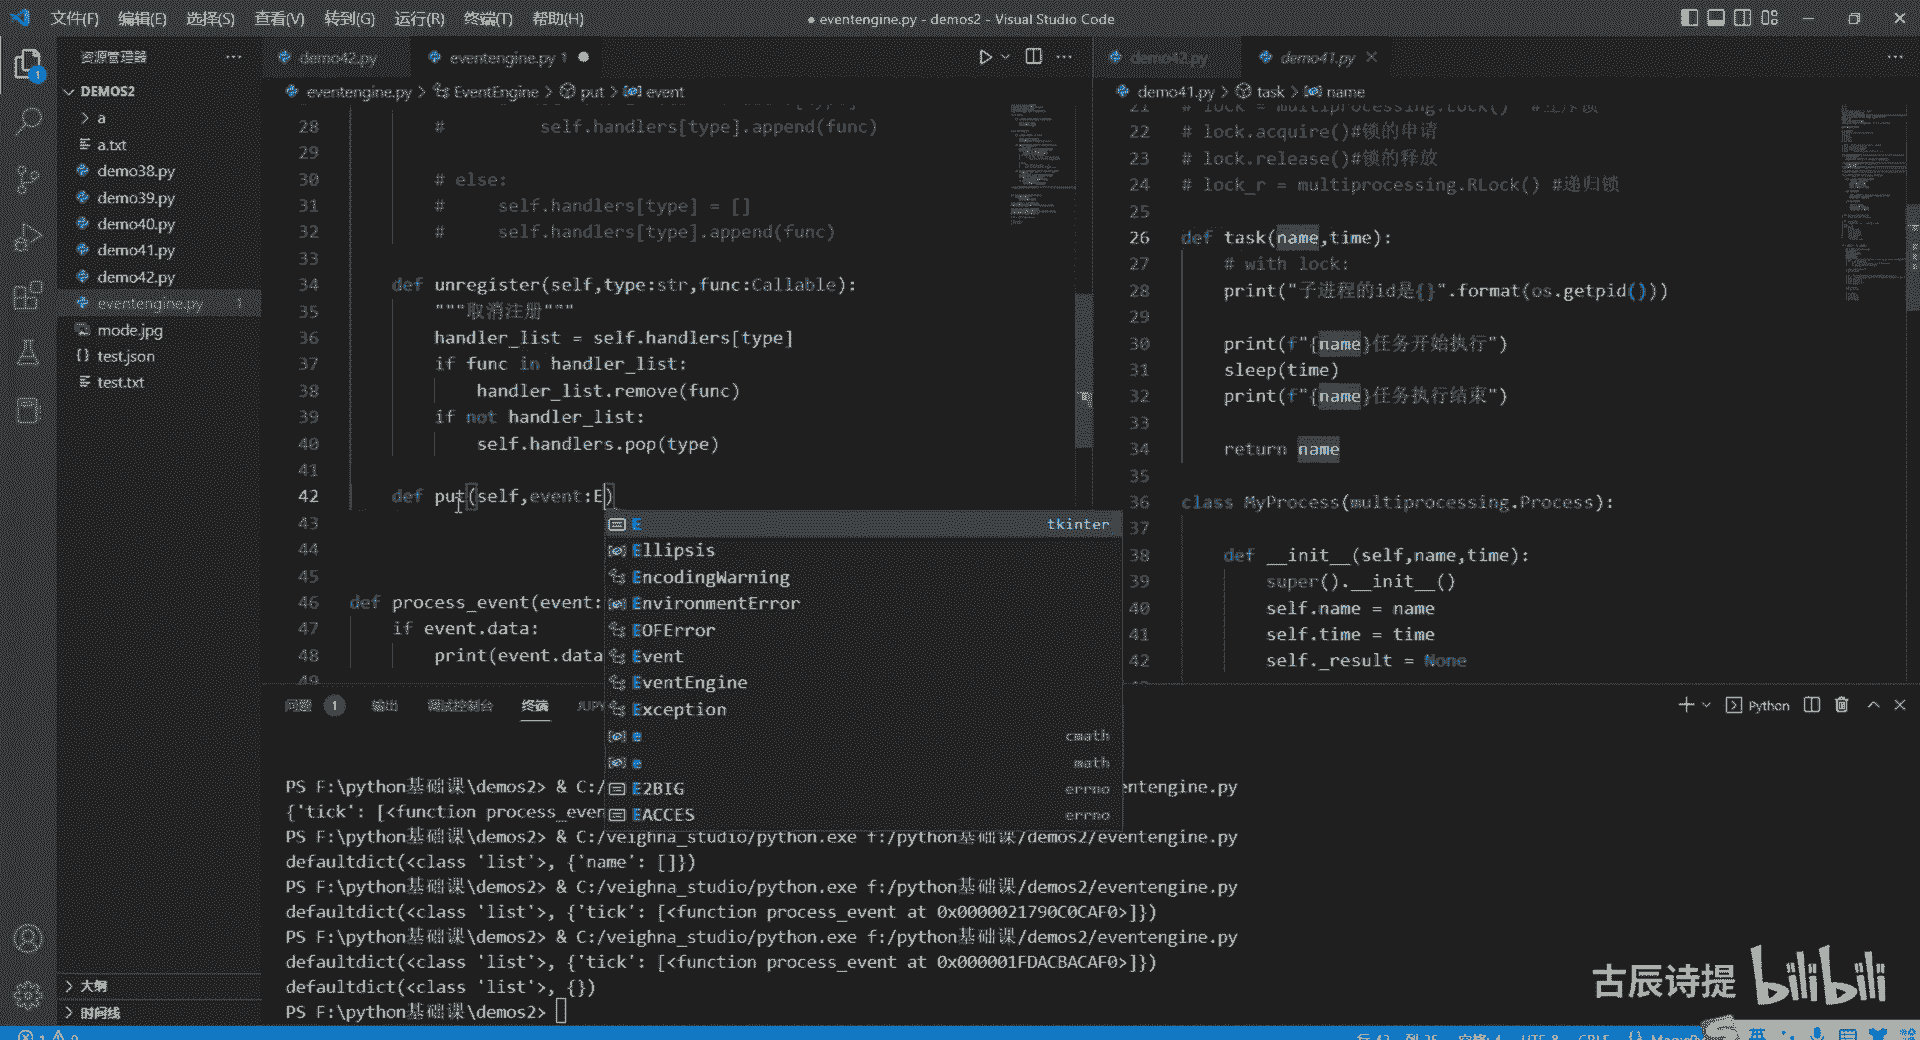 文件(F) 编辑(E) 选择(S) 查看(V) 转到(G) 运行(R) 终端(T) 帮助(H)
● eventengine.py - demos2 - Visual Studio Code
资源管理器
DEMOS2
a
a.txt
demo38.py
demo39.py
demo40.py
demo41.py
demo42.py
eventengine.py 1
mode.jpg
test.json
test.txt
大纲
时间线
demo42.py eventengine.py 1
eventengine.py > EventEngine > put > event
28 # self.handlers[type].append(func)
29
30 # else:
31 # self.handlers[type] = []
32 # self.handlers[type].append(func)
33
34 def unregister(self,type:str,func:Callable):
35 """取消注册"""
36 handler_list = self.handlers[type]
37 if func in handler_list:
38 handler_list.remove(func)
39 if not handler_list:
40 self.handlers.pop(type)
41
42 def put(self,event:E)
43
44
45
46 def process_event(event:
47 if event.data:
48 print(event.data
49
E tkinter
Ellipsis
EncodingWarning
EnvironmentError
EOFError
Event
EventEngine
Exception
e cmath
e math
E2BIG errno
EACCES errno
demo42.py demo41.py
demo41.py > task > name
21 # lock = multiprocessing.Lock()
22 # lock.acquire()#锁的申请
23 # lock.release()#锁的释放
24 # lock_r = multiprocessing.RLock() #递归锁
25
26 def task(name,time):
27 # with lock:
28 print("子进程的id是{}".format(os.getpid()))
29
30 print(f"{name}任务开始执行")
31 sleep(time)
32 print(f"{name}任务执行结束")
33
34 return name
35
36 class MyProcess(multiprocessing.Process):
37
38 def __init__(self,name,time):
39 super().__init__()
40 self.name = name
41 self.time = time
42 self._result = None
问题 1 输出 调试控制台 终端 JUPY
Python
PS F:\python基础课\demos2> & C:/ entengine.py
{'tick': [<function process_even
PS F:\python基础课\demos2> & C:/veighna_studio/python.exe f:/python基础课/demos2/eventengine.py
defaultdict(<class 'list'>, {'name': []})
PS F:\python基础课\demos2> & C:/veighna_studio/python.exe f:/python基础课/demos2/eventengine.py
defaultdict(<class 'list'>, {'tick': [<function process_event at 0x0000021790C0CAF0>]})
PS F:\python基础课\demos2> & C:/veighna_studio/python.exe f:/python基础课/demos2/eventengine.py
defaultdict(<class 'list'>, {'tick': [<function process_event at 0x000001FDACBACAF0>]})
defaultdict(<class 'list'>, {})
PS F:\python基础课\demos2>
古辰诗提 bilibili